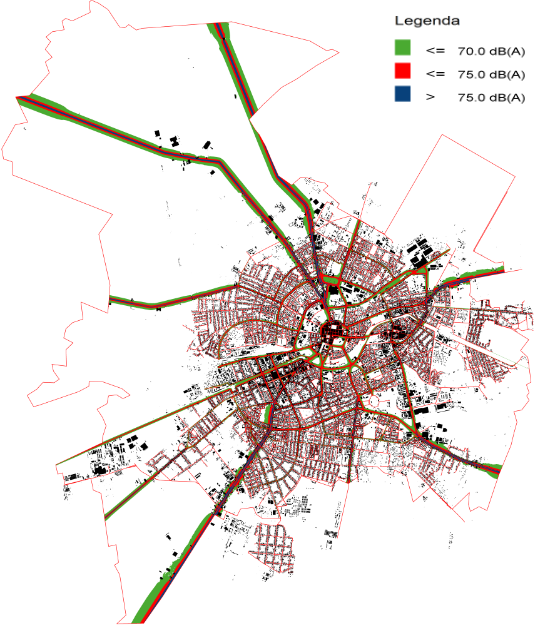 Legenda
<= 70.0 dB(A)
<= 75.0 dB(A)
> 75.0 dB(A)